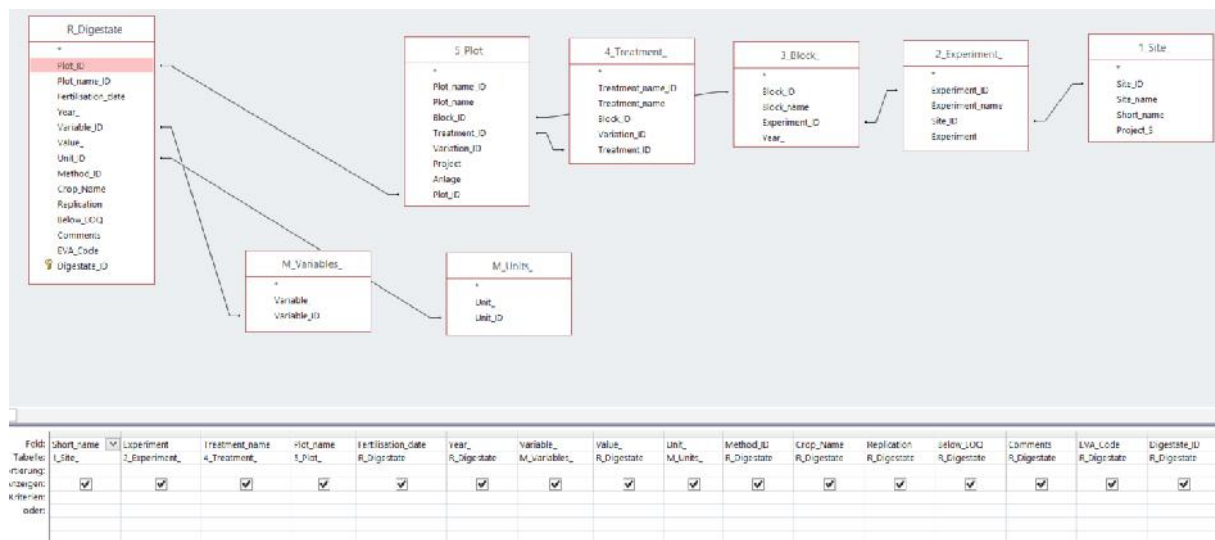 R_Digestate
*
Plot_ID
Plot_name_ID
Fertilisation_date
Year_
Variable_ID
Value_
Unit_ID
Method_ID
Crop_Name
Replication
Below_LOQ
Comments
EVA_Code
Digestate_ID
5_Plot
*
Plot_name_ID
Plot_name
Block_ID
Treatment_ID
Variation_ID
Project
Anlage
Plot_ID
4_Treatment_
*
Treatment_name_ID
Treatment_name
Block_ID
Variation_ID
Treatment_ID
3_Block_
*
Block_ID
Block_name
Experiment_ID
Year_
2_Experiment_
*
Experiment_ID
Experiment_name
Site_ID
Experiment
1_Site
*
Site_ID
Site_name
Short_name
Project_S
M_Variables_
*
Variable_
Variable_ID
M_Units_
*
Unit_
Unit_ID
Feld: Short_name Experiment Treatment_name Plot_name Fertilisation_date Year_ Variable_ Value_ Unit_ Method_ID Crop_Name Replication Below_LOQ Comments EVA_Code Digestate_ID
Tabelle: 1_Site_ 2_Experiment_ 4_Treatment_ 5_Plot_ R_Digestate R_Digestate M_Variables_ R_Digestate M_Units_ R_Digestate R_Digestate R_Digestate R_Digestate R_Digestate R_Digestate R_Digestate
ortierung:
Anzeigen:
Kriterien:
oder: